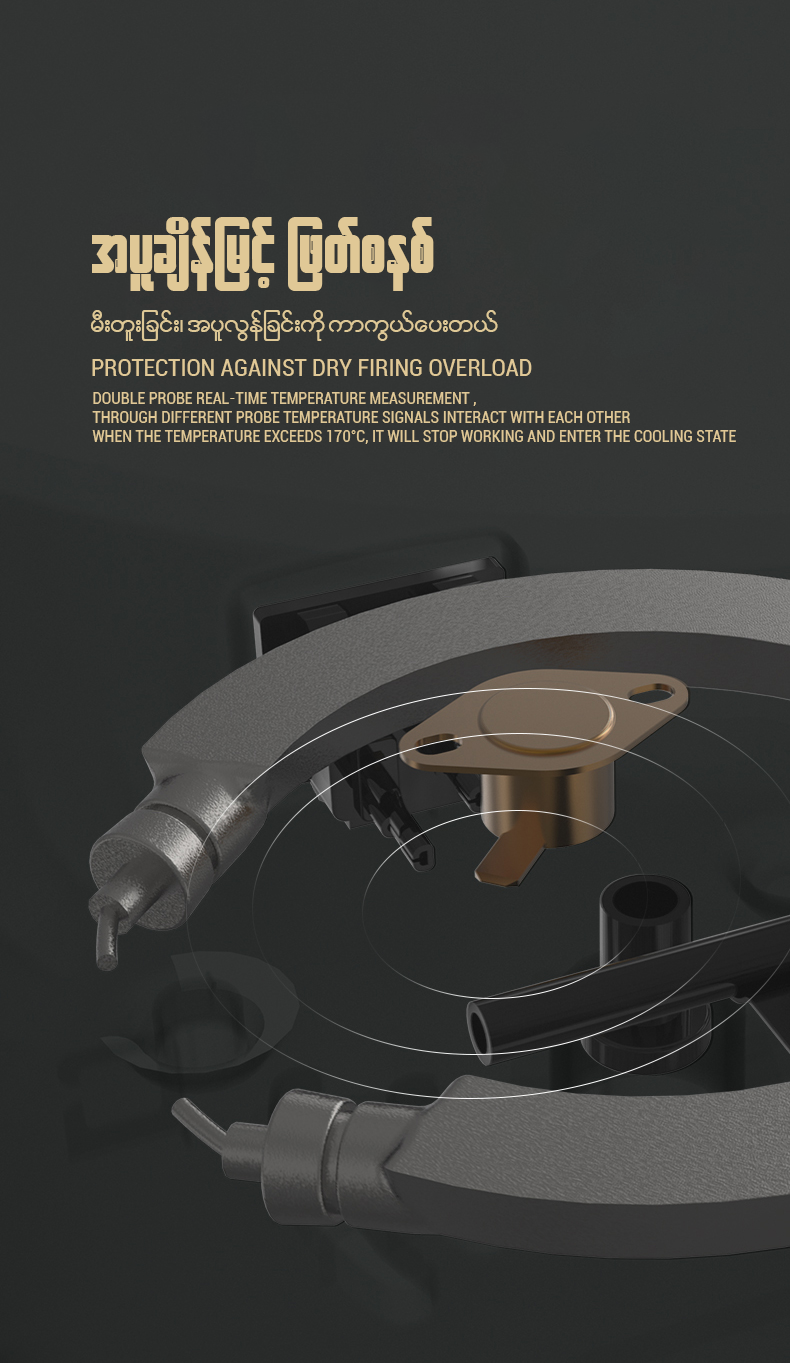 အပူချိန်မြင့် ဖြတ်စနစ်
မီးတူးခြင်း၊ အပူလွန်ခြင်းကို ကာကွယ်ပေးတယ်
PROTECTION AGAINST DRY FIRING OVERLOAD
DOUBLE PROBE REAL-TIME TEMPERATURE MEASUREMENT ,
THROUGH DIFFERENT PROBE TEMPERATURE SIGNALS INTERACT WITH EACH OTHER
WHEN THE TEMPERATURE EXCEEDS 170°C, IT WILL STOP WORKING AND ENTER THE COOLING STATE